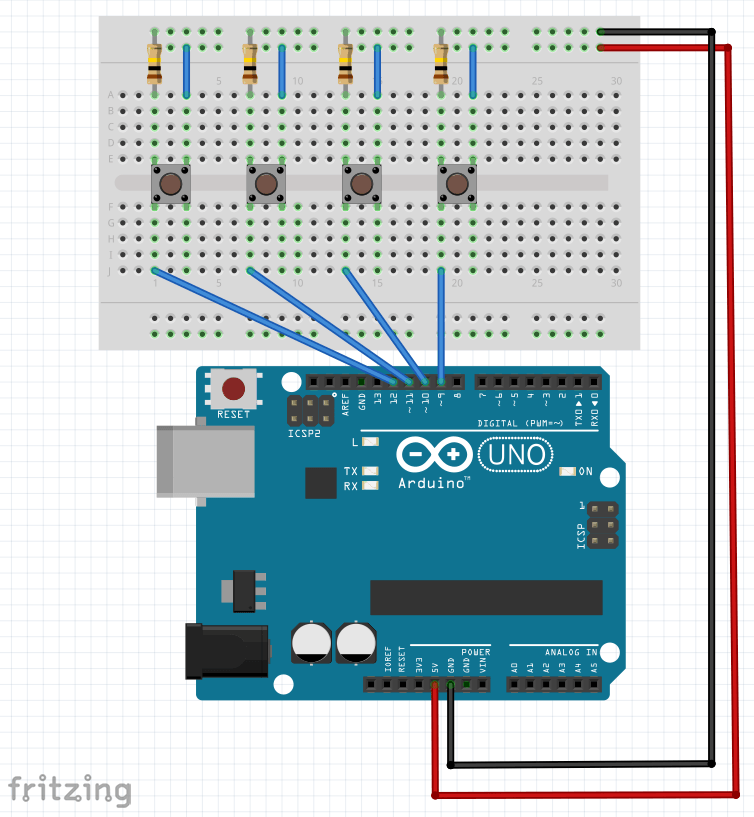 5 10 15 20 25 30
A
B
C
D
E
F
G
H
I
J
1 5 10 15 20 25 30
AREF
GND
13
12
~11
~10
~9
8
7
~6
~5
4
~3
2
TXD▲1
RXD▼0
RESET
ICSP2
DIGITAL (PWM=~)
L
TX
RX
UNO
ON
Arduino™
1
ICSP
POWER
ANALOG IN
IOREF
RESET
3V3
5V
GND
GND
VIN
A0
A1
A2
A3
A4
A5
fritzing